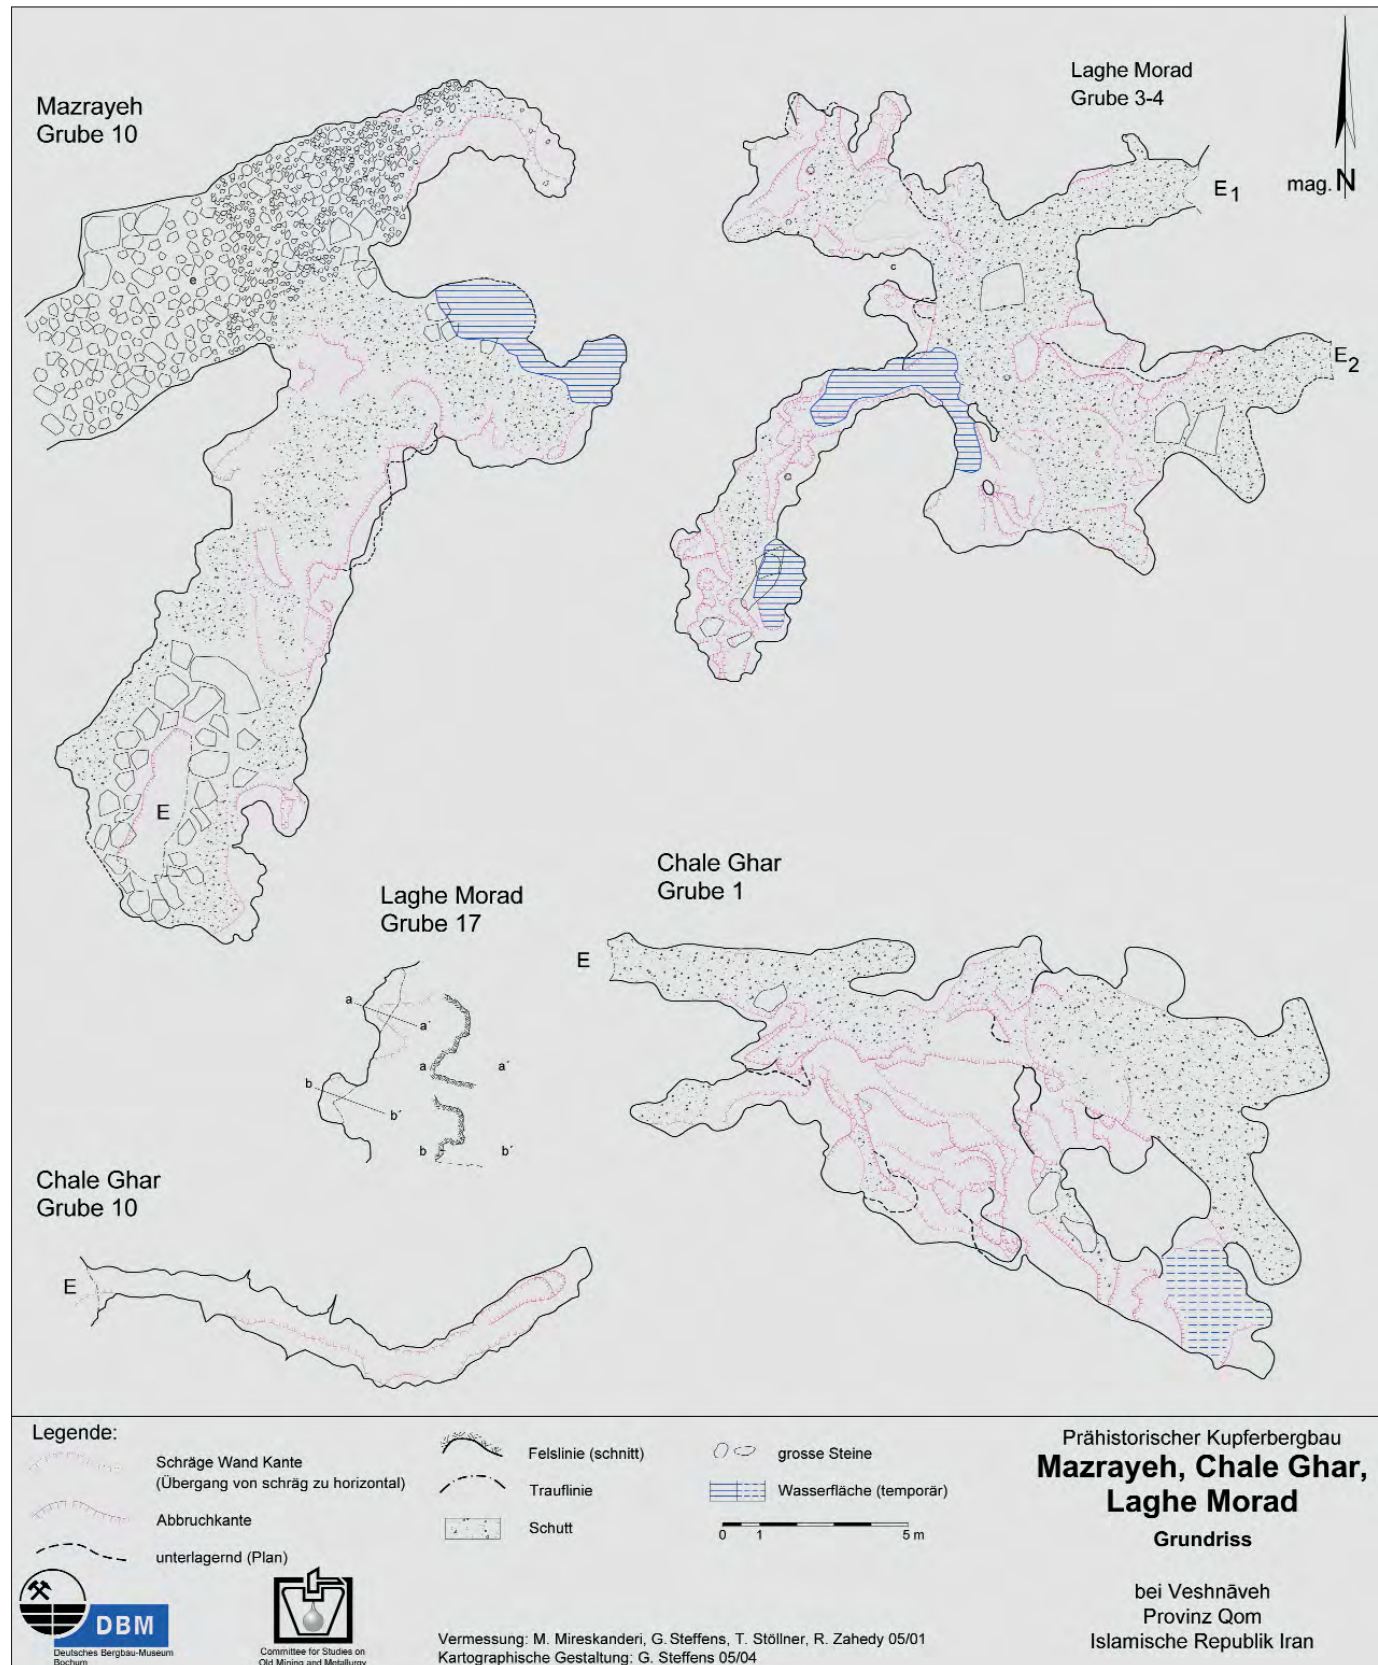 Mazrayeh
Grube 10
Laghe Morad
Grube 3-4
mag. N
E1
E2
e
c
E
Laghe Morad
Grube 17
a
a´
a
a´
b
b´
b
b´
Chale Ghar
Grube 1
E
Chale Ghar
Grube 10
E
Legende:
Schräge Wand Kante
(Übergang von schräg zu horizontal)
Abbruchkante
unterlagernd (Plan)
Felslinie (schnitt)
Trauflinie
Schutt
grosse Steine
Wasserfläche (temporär)
0 1 5 m
DBM
Deutsches Bergbau-Museum
Bochum
Committee for Studies on
Old Mining and Metallurgy
Vermessung: M. Mireskanderi, G. Steffens, T. Stöllner, R. Zahedy 05/01
Kartographische Gestaltung: G. Steffens 05/04
Prähistorischer Kupferbergbau
Mazrayeh, Chale Ghar,
Laghe Morad
Grundriss
bei Veshnāveh
Provinz Qom
Islamische Republik Iran